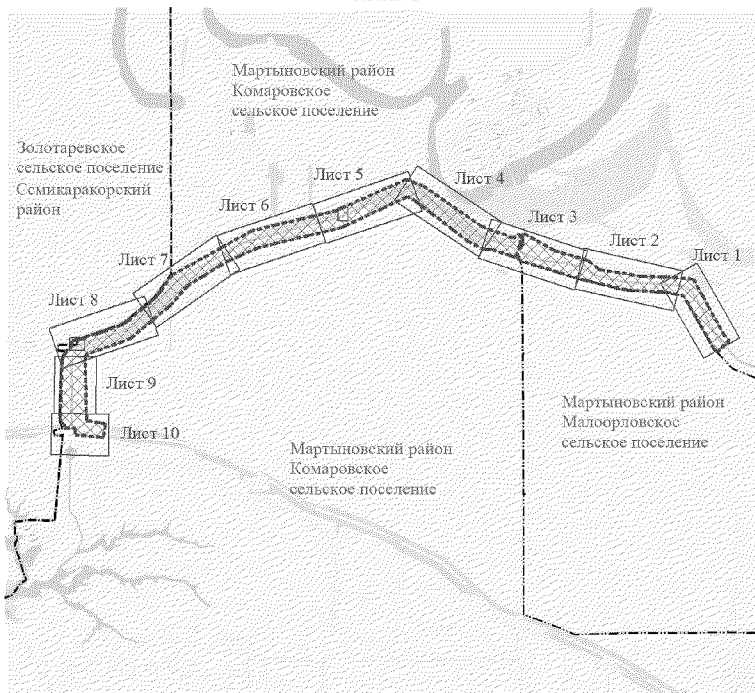 Мартыновский район
Комаровское
сельское поселение
Золотаревское
сельское поселение
Семикаракорский
район
Лист 5
Лист 4
Лист 6
Лист 3
Лист 2
Лист 1
Лист 7
Лист 8
Лист 9
Лист 10
Мартыновский район
Малоорловское
сельское поселение
Мартыновский район
Комаровское
сельское поселение